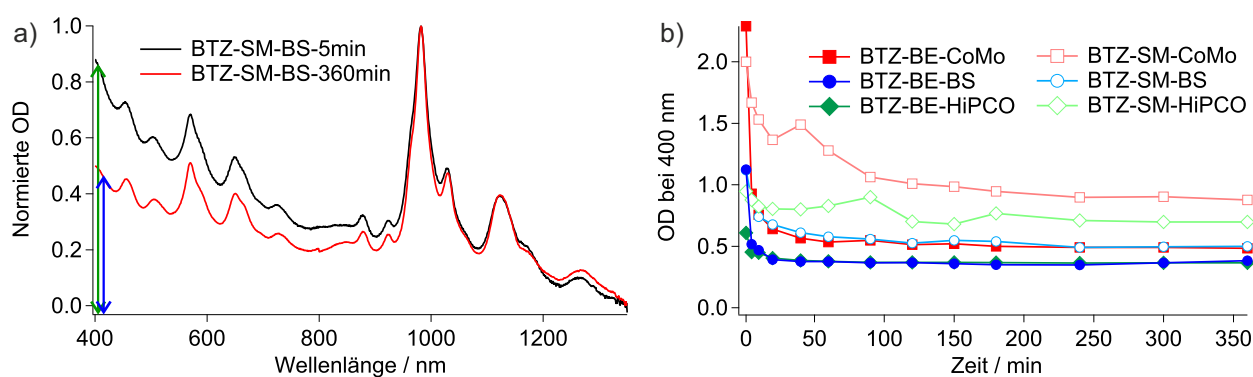 a)
BTZ-SM-BS-5min
BTZ-SM-BS-360min
Normierte OD
1.0
0.8
0.6
0.4
0.2
0.0
400
600
800
1000
1200
Wellenlänge / nm
b)
BTZ-BE-CoMo
BTZ-BE-BS
BTZ-BE-HiPCO
BTZ-SM-CoMo
BTZ-SM-BS
BTZ-SM-HiPCO
OD bei 400 nm
2.0
1.5
1.0
0.5
0.0
0
50
100
150
200
250
300
350
Zeit / min